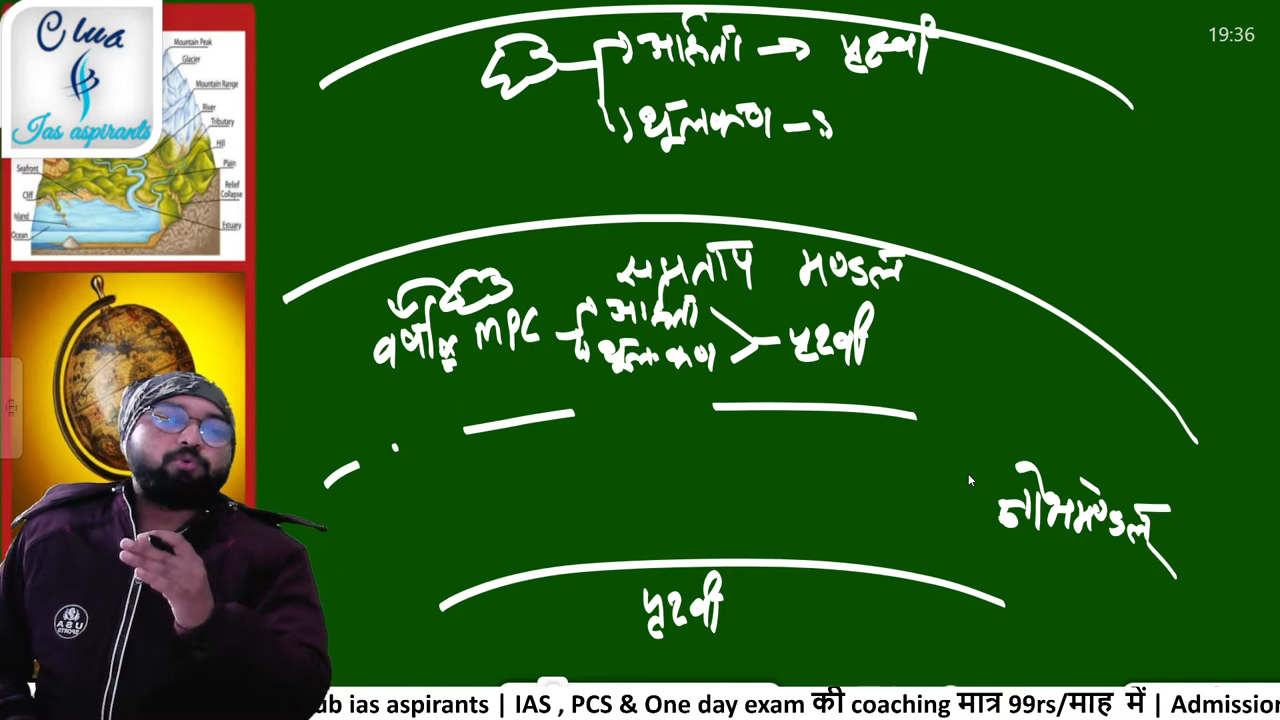 Clua
Ias aspirants
Mountain Peak
Glacier
Mountain Range
River
Tributary
Hill
Plain
Seafront
Relief
Collapse
Cliff
Island
Estuary
Ocean
19:36
आर्द्रता → पृथ्वी
धूलकण →
समताप मण्डल
MPC
आर्द्रता
धूलकण
पृथ्वी
क्षोभमण्डल
पृथ्वी
USA
ub ias aspirants | IAS , PCS & One day exam की coaching मात्र 99rs/माह में | Admission